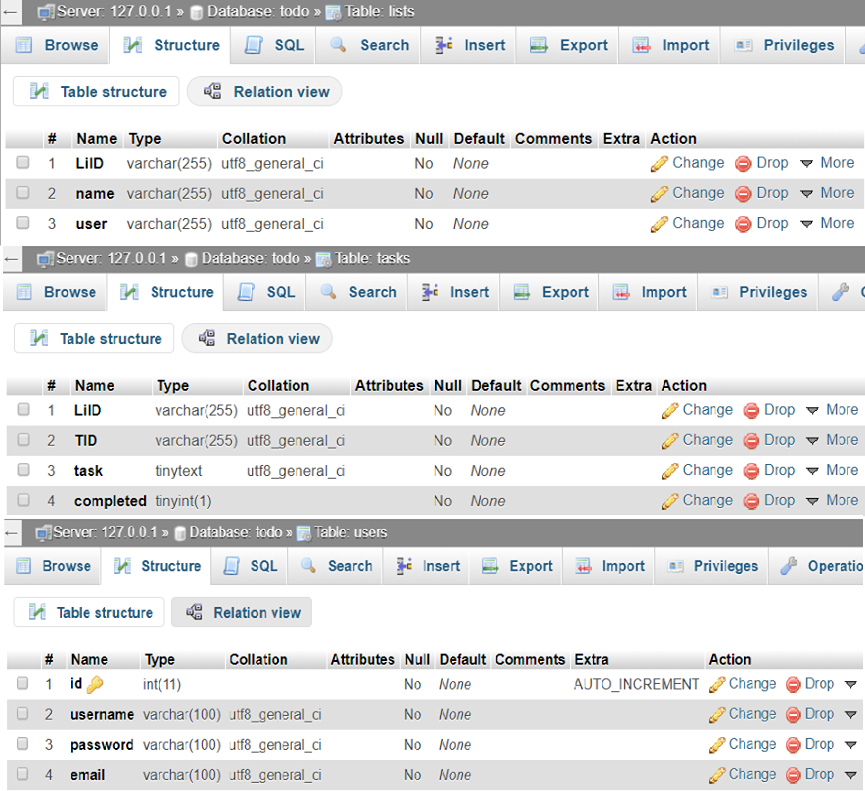 Server: 127.0.0.1 » Database: todo » Table: lists
Browse Structure SQL Search Insert Export Import Privileges
Table structure Relation view
# Name Type Collation Attributes Null Default Comments Extra Action
1 LiID varchar(255) utf8_general_ci No None Change Drop More
2 name varchar(255) utf8_general_ci No None Change Drop More
3 user varchar(255) utf8_general_ci No None Change Drop More
Server: 127.0.0.1 » Database: todo » Table: tasks
Browse Structure SQL Search Insert Export Import Privileges
Table structure Relation view
# Name Type Collation Attributes Null Default Comments Extra Action
1 LiID varchar(255) utf8_general_ci No None Change Drop More
2 TID varchar(255) utf8_general_ci No None Change Drop More
3 task tinytext utf8_general_ci No None Change Drop More
4 completed tinyint(1) No None Change Drop More
Server: 127.0.0.1 » Database: todo » Table: users
Browse Structure SQL Search Insert Export Import Privileges Operatio
Table structure Relation view
# Name Type Collation Attributes Null Default Comments Extra Action
1 id int(11) No None AUTO_INCREMENT Change Drop
2 username varchar(100) utf8_general_ci No None Change Drop
3 password varchar(100) utf8_general_ci No None Change Drop
4 email varchar(100) utf8_general_ci No None Change Drop